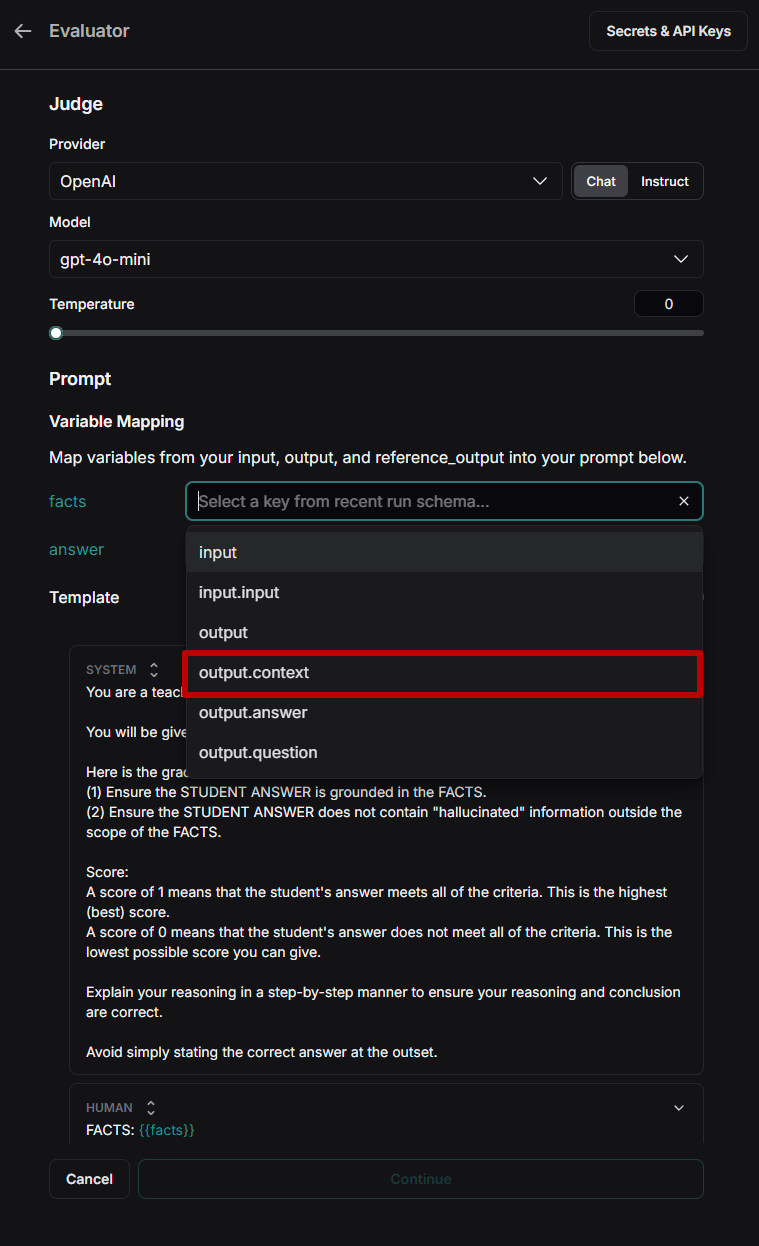 Evaluator
Secrets & API Keys
Judge
Provider
OpenAI
Chat
Instruct
Model
gpt-4o-mini
Temperature
0
Prompt
Variable Mapping
Map variables from your input, output, and reference_output into your prompt below.
facts
Select a key from recent run schema...
answer
input
input.input
output
output.context
output.answer
output.question
Template
SYSTEM
You are a
You will be
Here is the
(1) Ensure the STUDENT ANSWER is grounded in the FACTS.
(2) Ensure the STUDENT ANSWER does not contain "hallucinated" information outside the
scope of the FACTS.
Score:
A score of 1 means that the student's answer meets all of the criteria. This is the highest
(best) score.
A score of 0 means that the student's answer does not meet all of the criteria. This is the
lowest possible score you can give.
Explain your reasoning in a step-by-step manner to ensure your reasoning and conclusion
are correct.
Avoid simply stating the correct answer at the outset.
HUMAN
FACTS: {{facts}}
Cancel
Continue